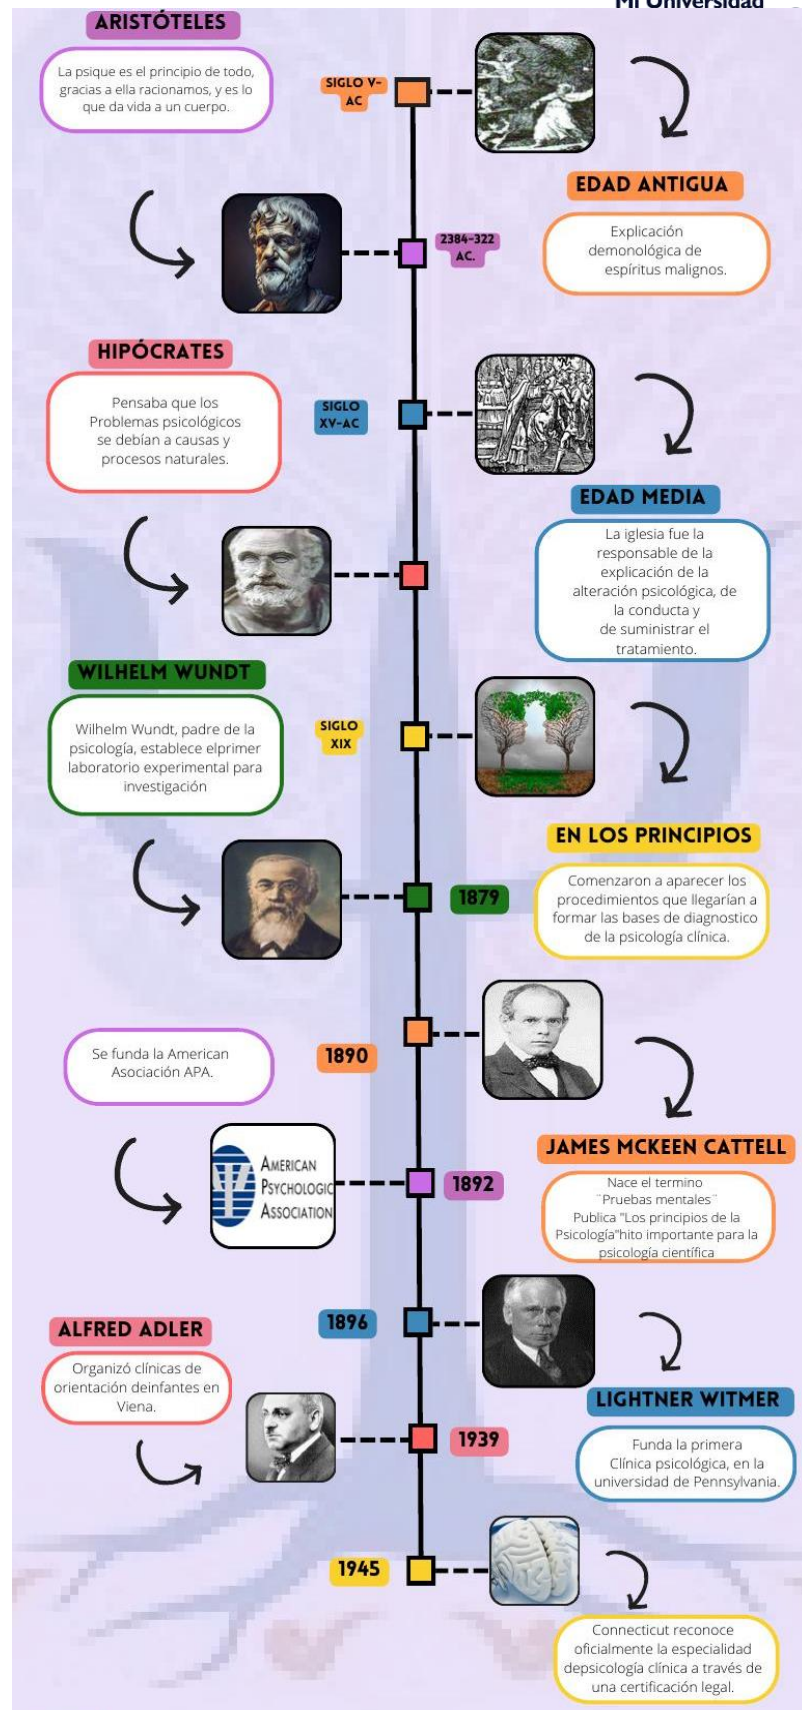 Mi Universidad
ARISTÓTELES
La psique es el principio de todo,
gracias a ella racionamos, y es lo
que da vida a un cuerpo.
SIGLO V-
AC
EDAD ANTIGUA
Explicación
demonológica de
espíritus malignos.
2384-322
AC.
HIPÓCRATES
Pensaba que los
Problemas psicológicos
se debían a causas y
procesos naturales.
SIGLO
XV-AC
EDAD MEDIA
La iglesia fue la
responsable de la
explicación de la
alteración psicológica, de
la conducta y
de suministrar el
tratamiento.
WILHELM WUNDT
Wilhelm Wundt, padre de la
psicología, establece elprimer
laboratorio experimental para
investigación
SIGLO
XIX
EN LOS PRINCIPIOS
Comenzaron a aparecer los
procedimientos que llegarían a
formar las bases de diagnostico
de la psicología clínica.
1879
1890
Se funda la American
Asociación APA.
AMERICAN
PSYCHOLOGIC
ASSOCIATION
1892
JAMES MCKEEN CATTELL
Nace el termino
¨Pruebas mentales¨
Publica "Los principios de la
Psicología"hito importante para la
psicología científica
1896
ALFRED ADLER
Organizó clínicas de
orientación deinfantes en
Viena.
LIGHTNER WITMER
Funda la primera
Clínica psicológica, en la
universidad de Pennsylvania.
1939
1945
Connecticut reconoce
oficialmente la especialidad
depsicología clínica a través de
una certificación legal.